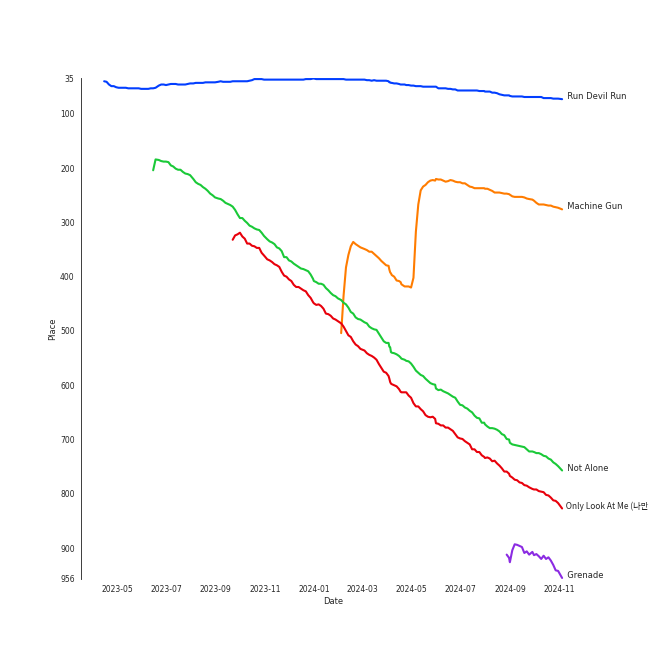 35
100
200
300
400
500
600
700
800
900
956
Place
2023-05 2023-07 2023-09 2023-11 2024-01 2024-03 2024-05 2024-07 2024-09 2024-11
Date
Run Devil Run
Machine Gun
Not Alone
Only Look At Me (나만
Grenade